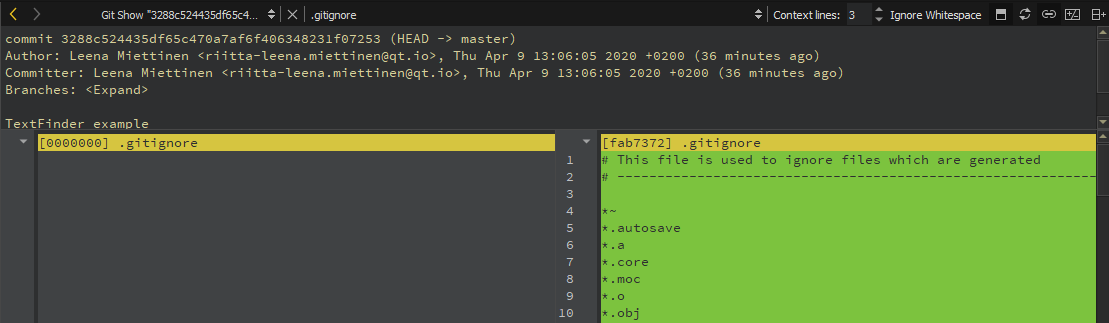 Git Show "3288c524435df65c4... .gitignore Context lines: 3 Ignore Whitespace
commit 3288c524435df65c470a7af6f406348231f07253 (HEAD -> master)
Author: Leena Miettinen <riitta-leena.miettinen@qt.io>, Thu Apr 9 13:06:05 2020 +0200 (36 minutes ago)
Committer: Leena Miettinen <riitta-leena.miettinen@qt.io>, Thu Apr 9 13:06:05 2020 +0200 (36 minutes ago)
Branches: <Expand>
TextFinder example
[0000000] .gitignore
[fab7372] .gitignore
1 # This file is used to ignore files which are generated
2 # ------------------------------------------------------------
3
4 *~
5 *.autosave
6 *.a
7 *.core
8 *.moc
9 *.o
10 *.obj